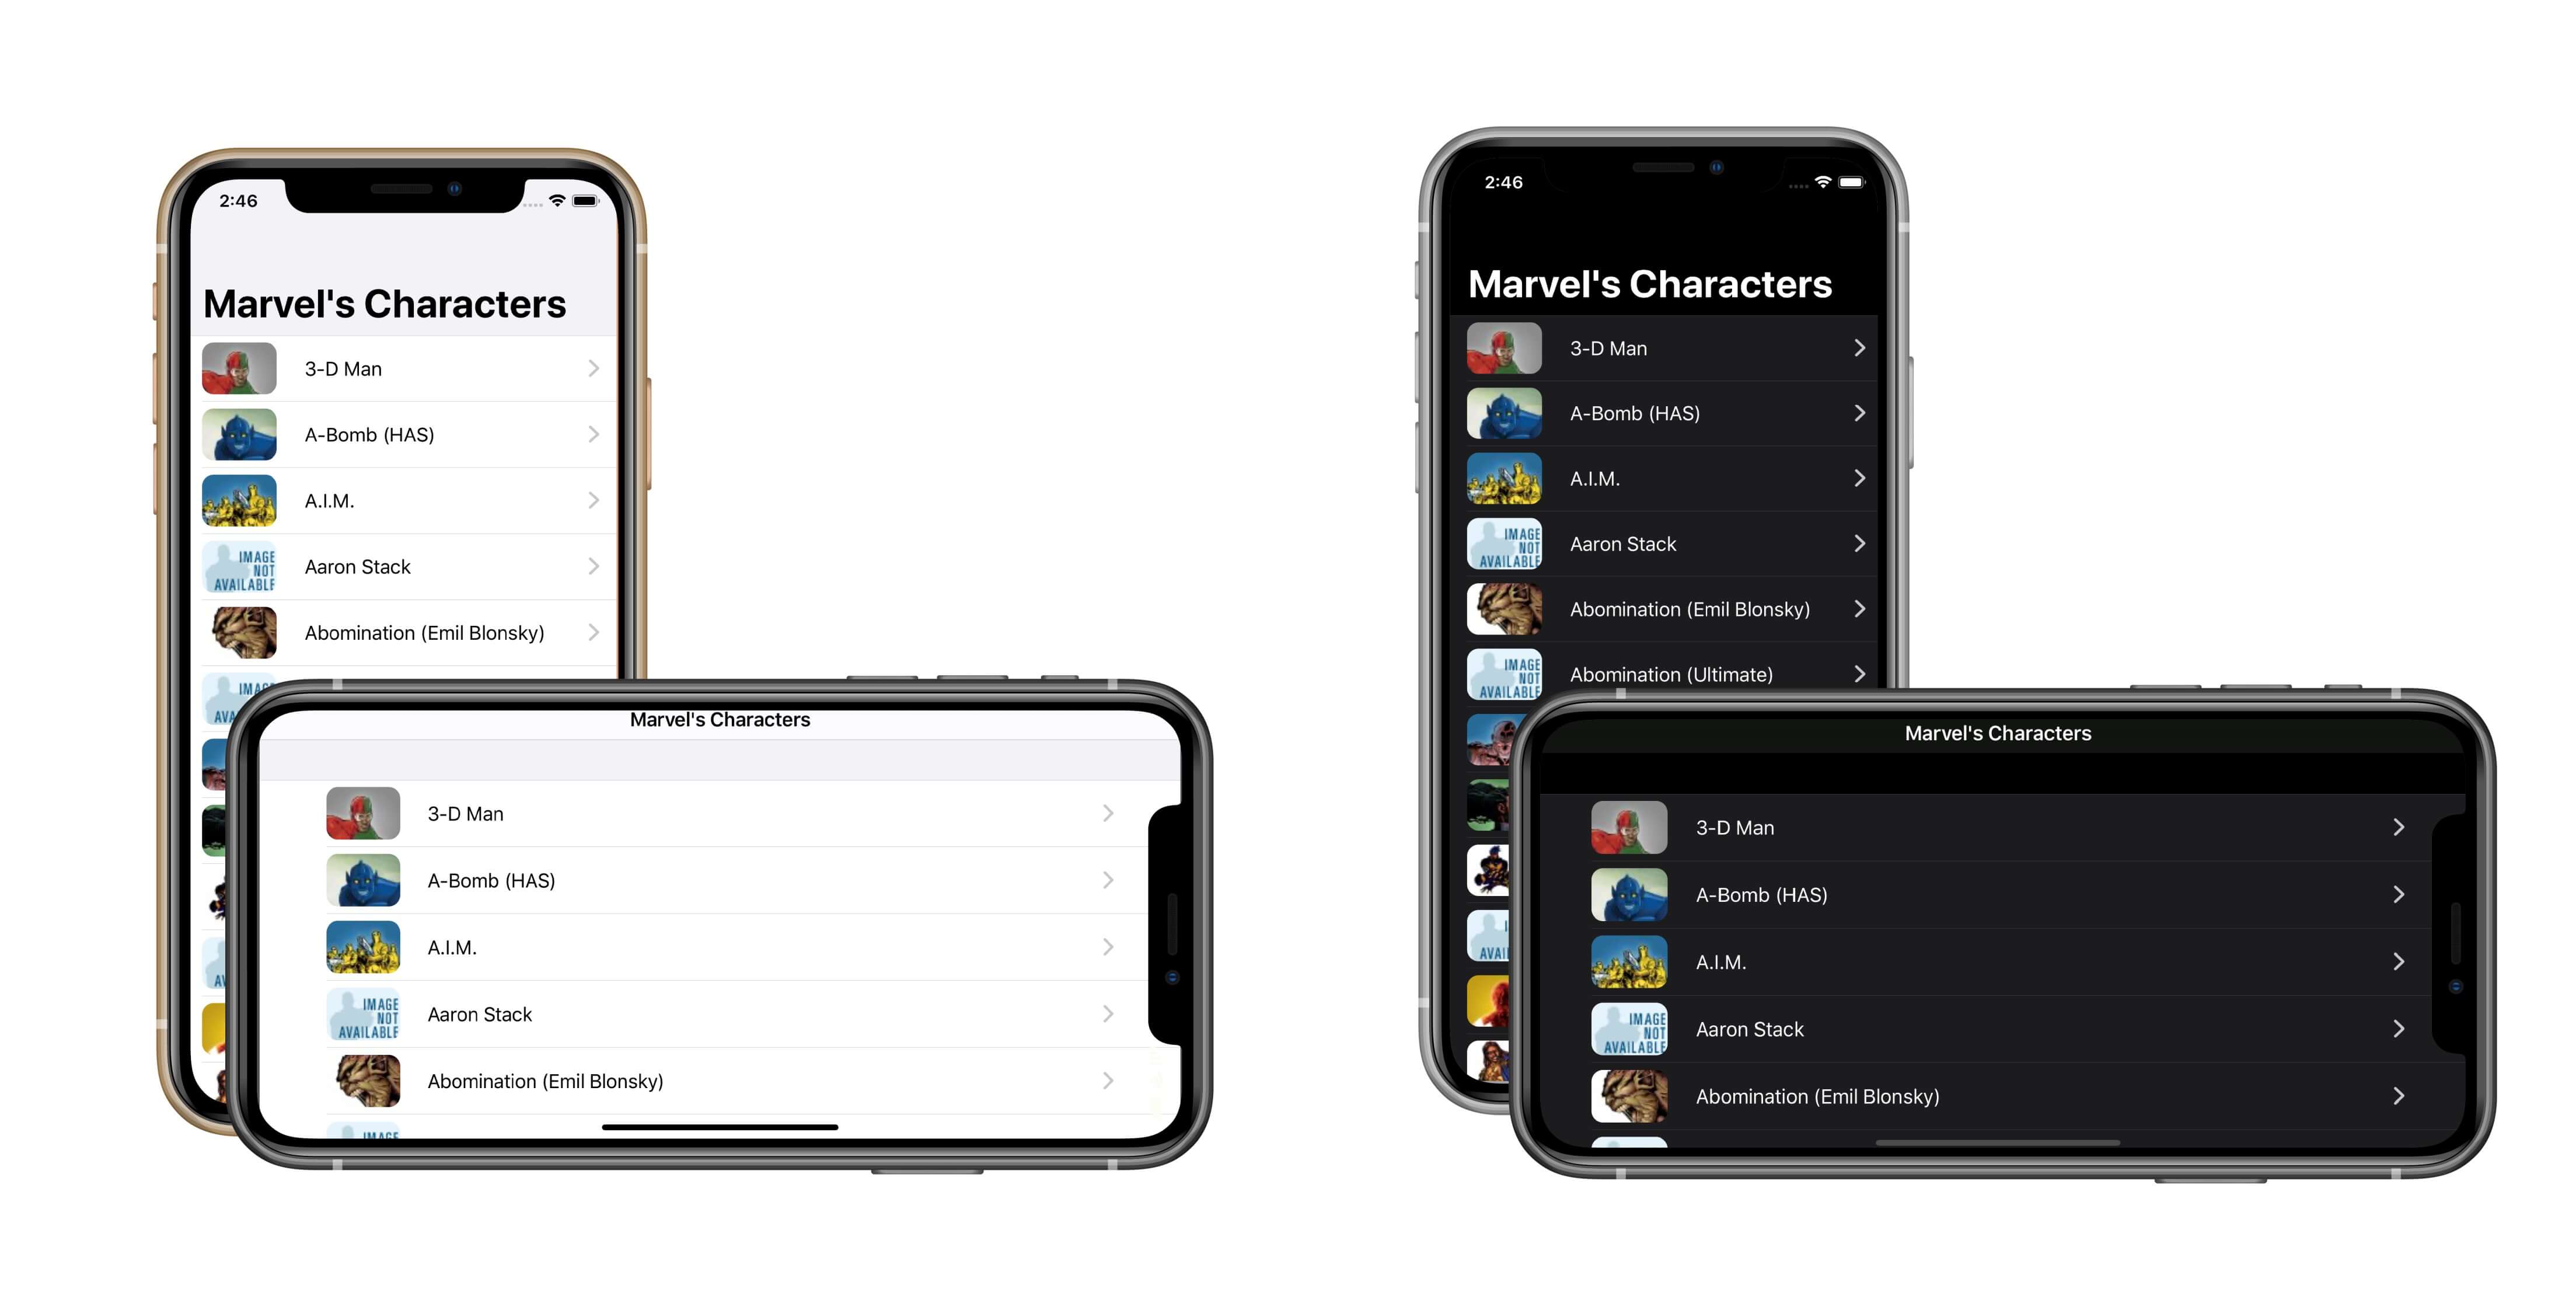 2:46
Marvel's Characters
3-D Man
A-Bomb (HAS)
A.I.M.
IMAGE
NOT
AVAILABLE
Aaron Stack
Abomination (Emil Blonsky)
Marvel's Characters
3-D Man
A-Bomb (HAS)
A.I.M.
IMAGE
NOT
AVAILABLE
Aaron Stack
Abomination (Emil Blonsky)
IMAGE
2:46
Marvel's Characters
3-D Man
A-Bomb (HAS)
A.I.M.
IMAGE
NOT
AVAILABLE
Aaron Stack
Abomination (Emil Blonsky)
IMAGE
NOT
AVAILABLE
Abomination (Ultimate)
Marvel's Characters
3-D Man
A-Bomb (HAS)
A.I.M.
IMAGE
NOT
AVAILABLE
Aaron Stack
Abomination (Emil Blonsky)